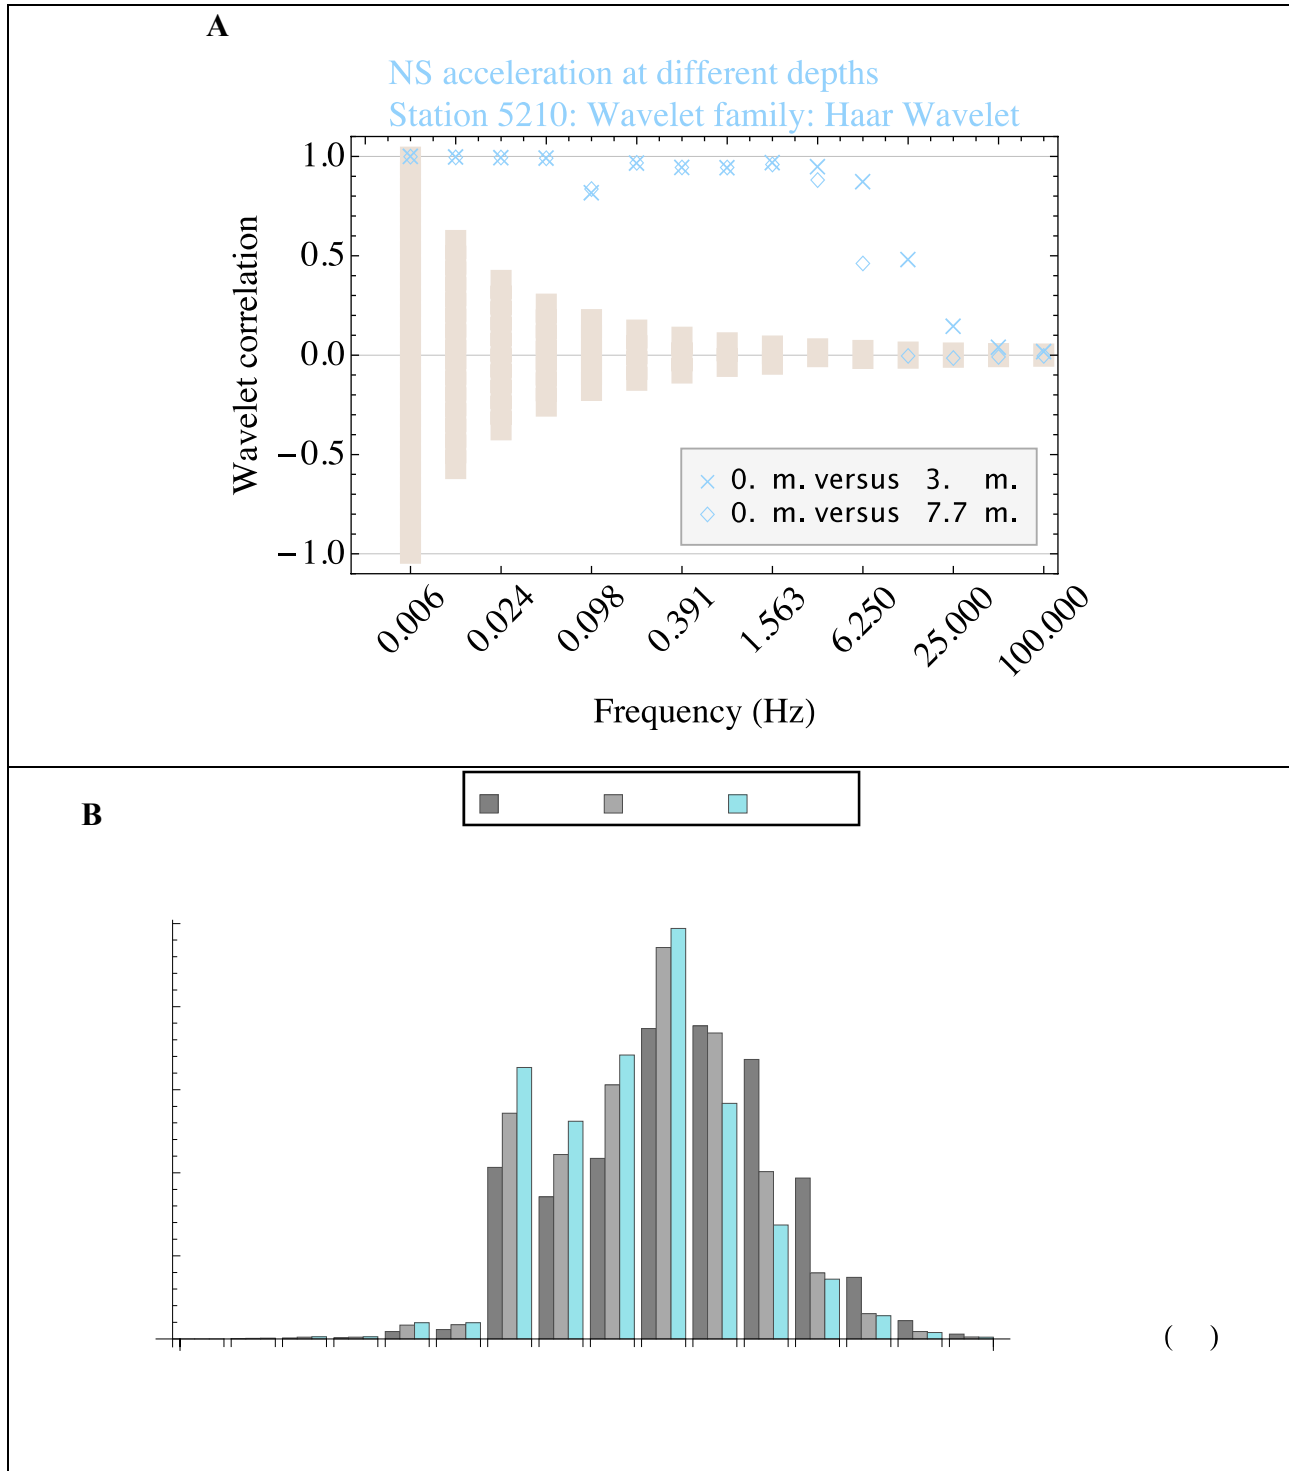 A
NS acceleration at different depths
Station 5210: Wavelet family: Haar Wavelet
Wavelet correlation
1.0
0.5
0.0
−0.5
−1.0
0. m. versus 3. m.
0. m. versus 7.7 m.
0.006 0.024 0.098 0.391 1.563 6.250 25.000 100.000
Frequency (Hz)
B
( )